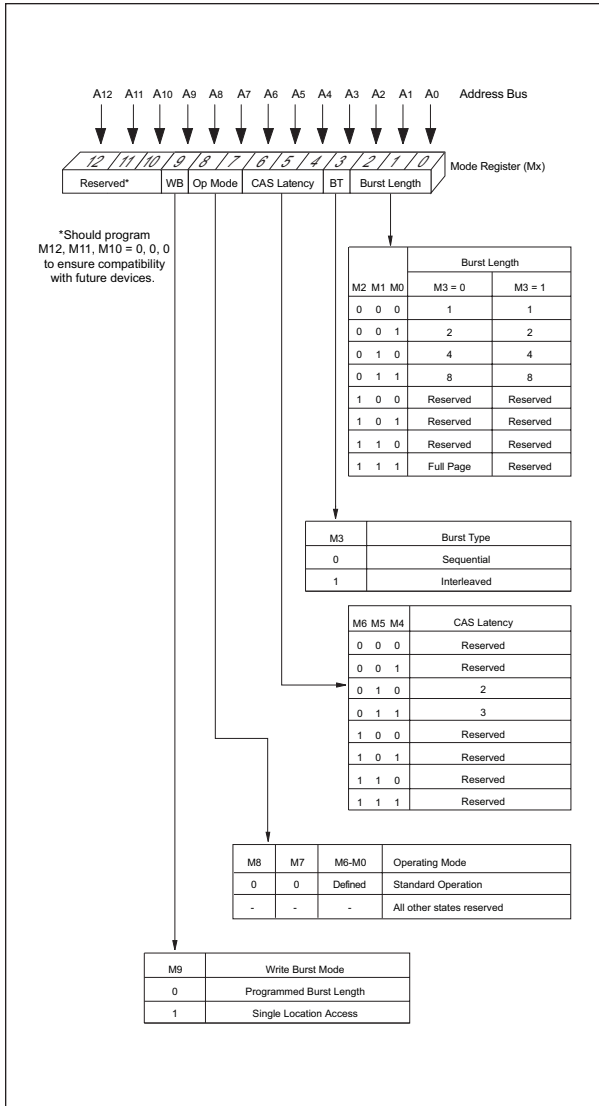 A12 A11 A10 A9 A8 A7 A6 A5 A4 A3 A2 A1 A0 Address Bus
12 11 10 9 8 7 6 5 4 3 2 1 0 Mode Register (Mx)
Reserved* WB Op Mode CAS Latency BT Burst Length
*Should program
M12, M11, M10 = 0, 0, 0
to ensure compatibility
with future devices.
Burst Length
M2 M1 M0 M3 = 0 M3 = 1
0 0 0 1 1
0 0 1 2 2
0 1 0 4 4
0 1 1 8 8
1 0 0 Reserved Reserved
1 0 1 Reserved Reserved
1 1 0 Reserved Reserved
1 1 1 Full Page Reserved
M3 Burst Type
0 Sequential
1 Interleaved
M6 M5 M4 CAS Latency
0 0 0 Reserved
0 0 1 Reserved
0 1 0 2
0 1 1 3
1 0 0 Reserved
1 0 1 Reserved
1 1 0 Reserved
1 1 1 Reserved
M8 M7 M6-M0 Operating Mode
0 0 Defined Standard Operation
- - - All other states reserved
M9 Write Burst Mode
0 Programmed Burst Length
1 Single Location Access